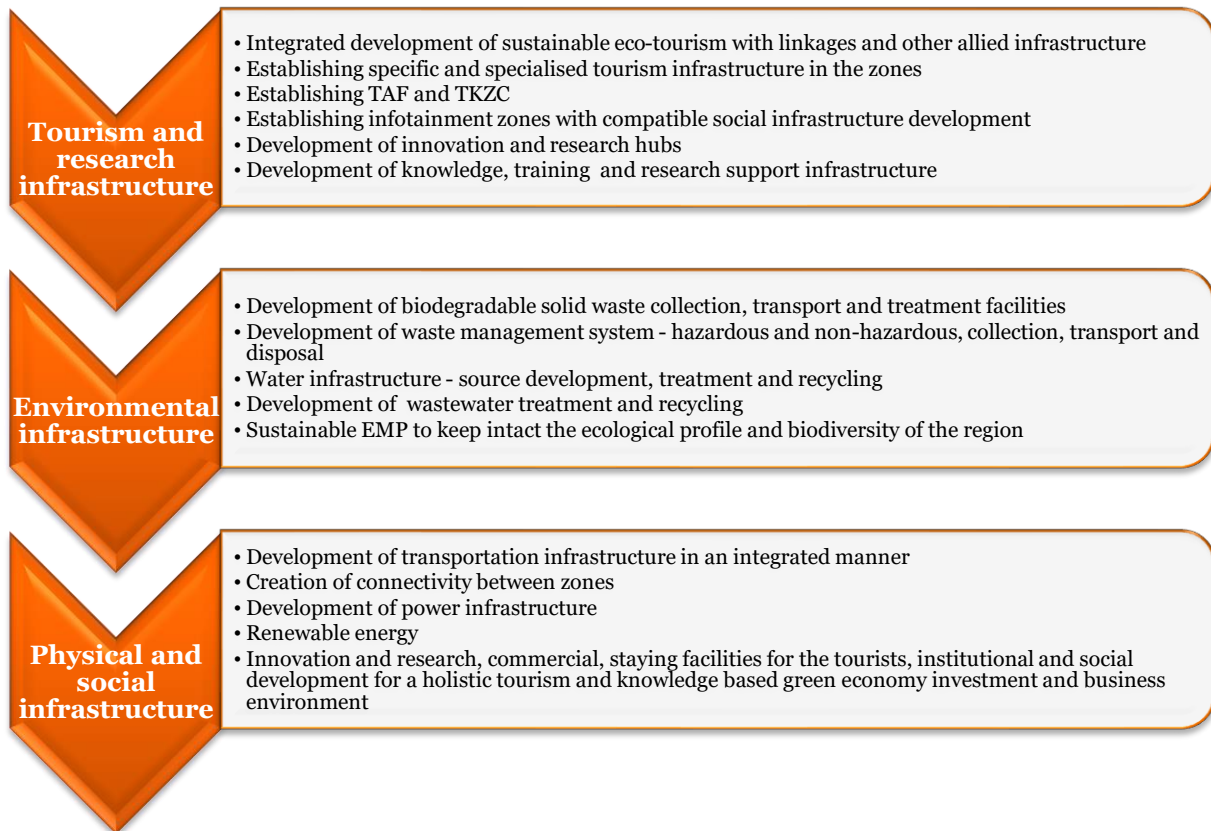 Tourism and
research
infrastructure
• Integrated development of sustainable eco-tourism with linkages and other allied infrastructure
• Establishing specific and specialised tourism infrastructure in the zones
• Establishing TAF and TKZC
• Establishing infotainment zones with compatible social infrastructure development
• Development of innovation and research hubs
• Development of knowledge, training and research support infrastructure
Environmental
infrastructure
• Development of biodegradable solid waste collection, transport and treatment facilities
• Development of waste management system - hazardous and non-hazardous, collection, transport and
disposal
• Water infrastructure - source development, treatment and recycling
• Development of wastewater treatment and recycling
• Sustainable EMP to keep intact the ecological profile and biodiversity of the region
Physical and
social
infrastructure
• Development of transportation infrastructure in an integrated manner
• Creation of connectivity between zones
• Development of power infrastructure
• Renewable energy
• Innovation and research, commercial, staying facilities for the tourists, institutional and social
development for a holistic tourism and knowledge based green economy investment and business
environment